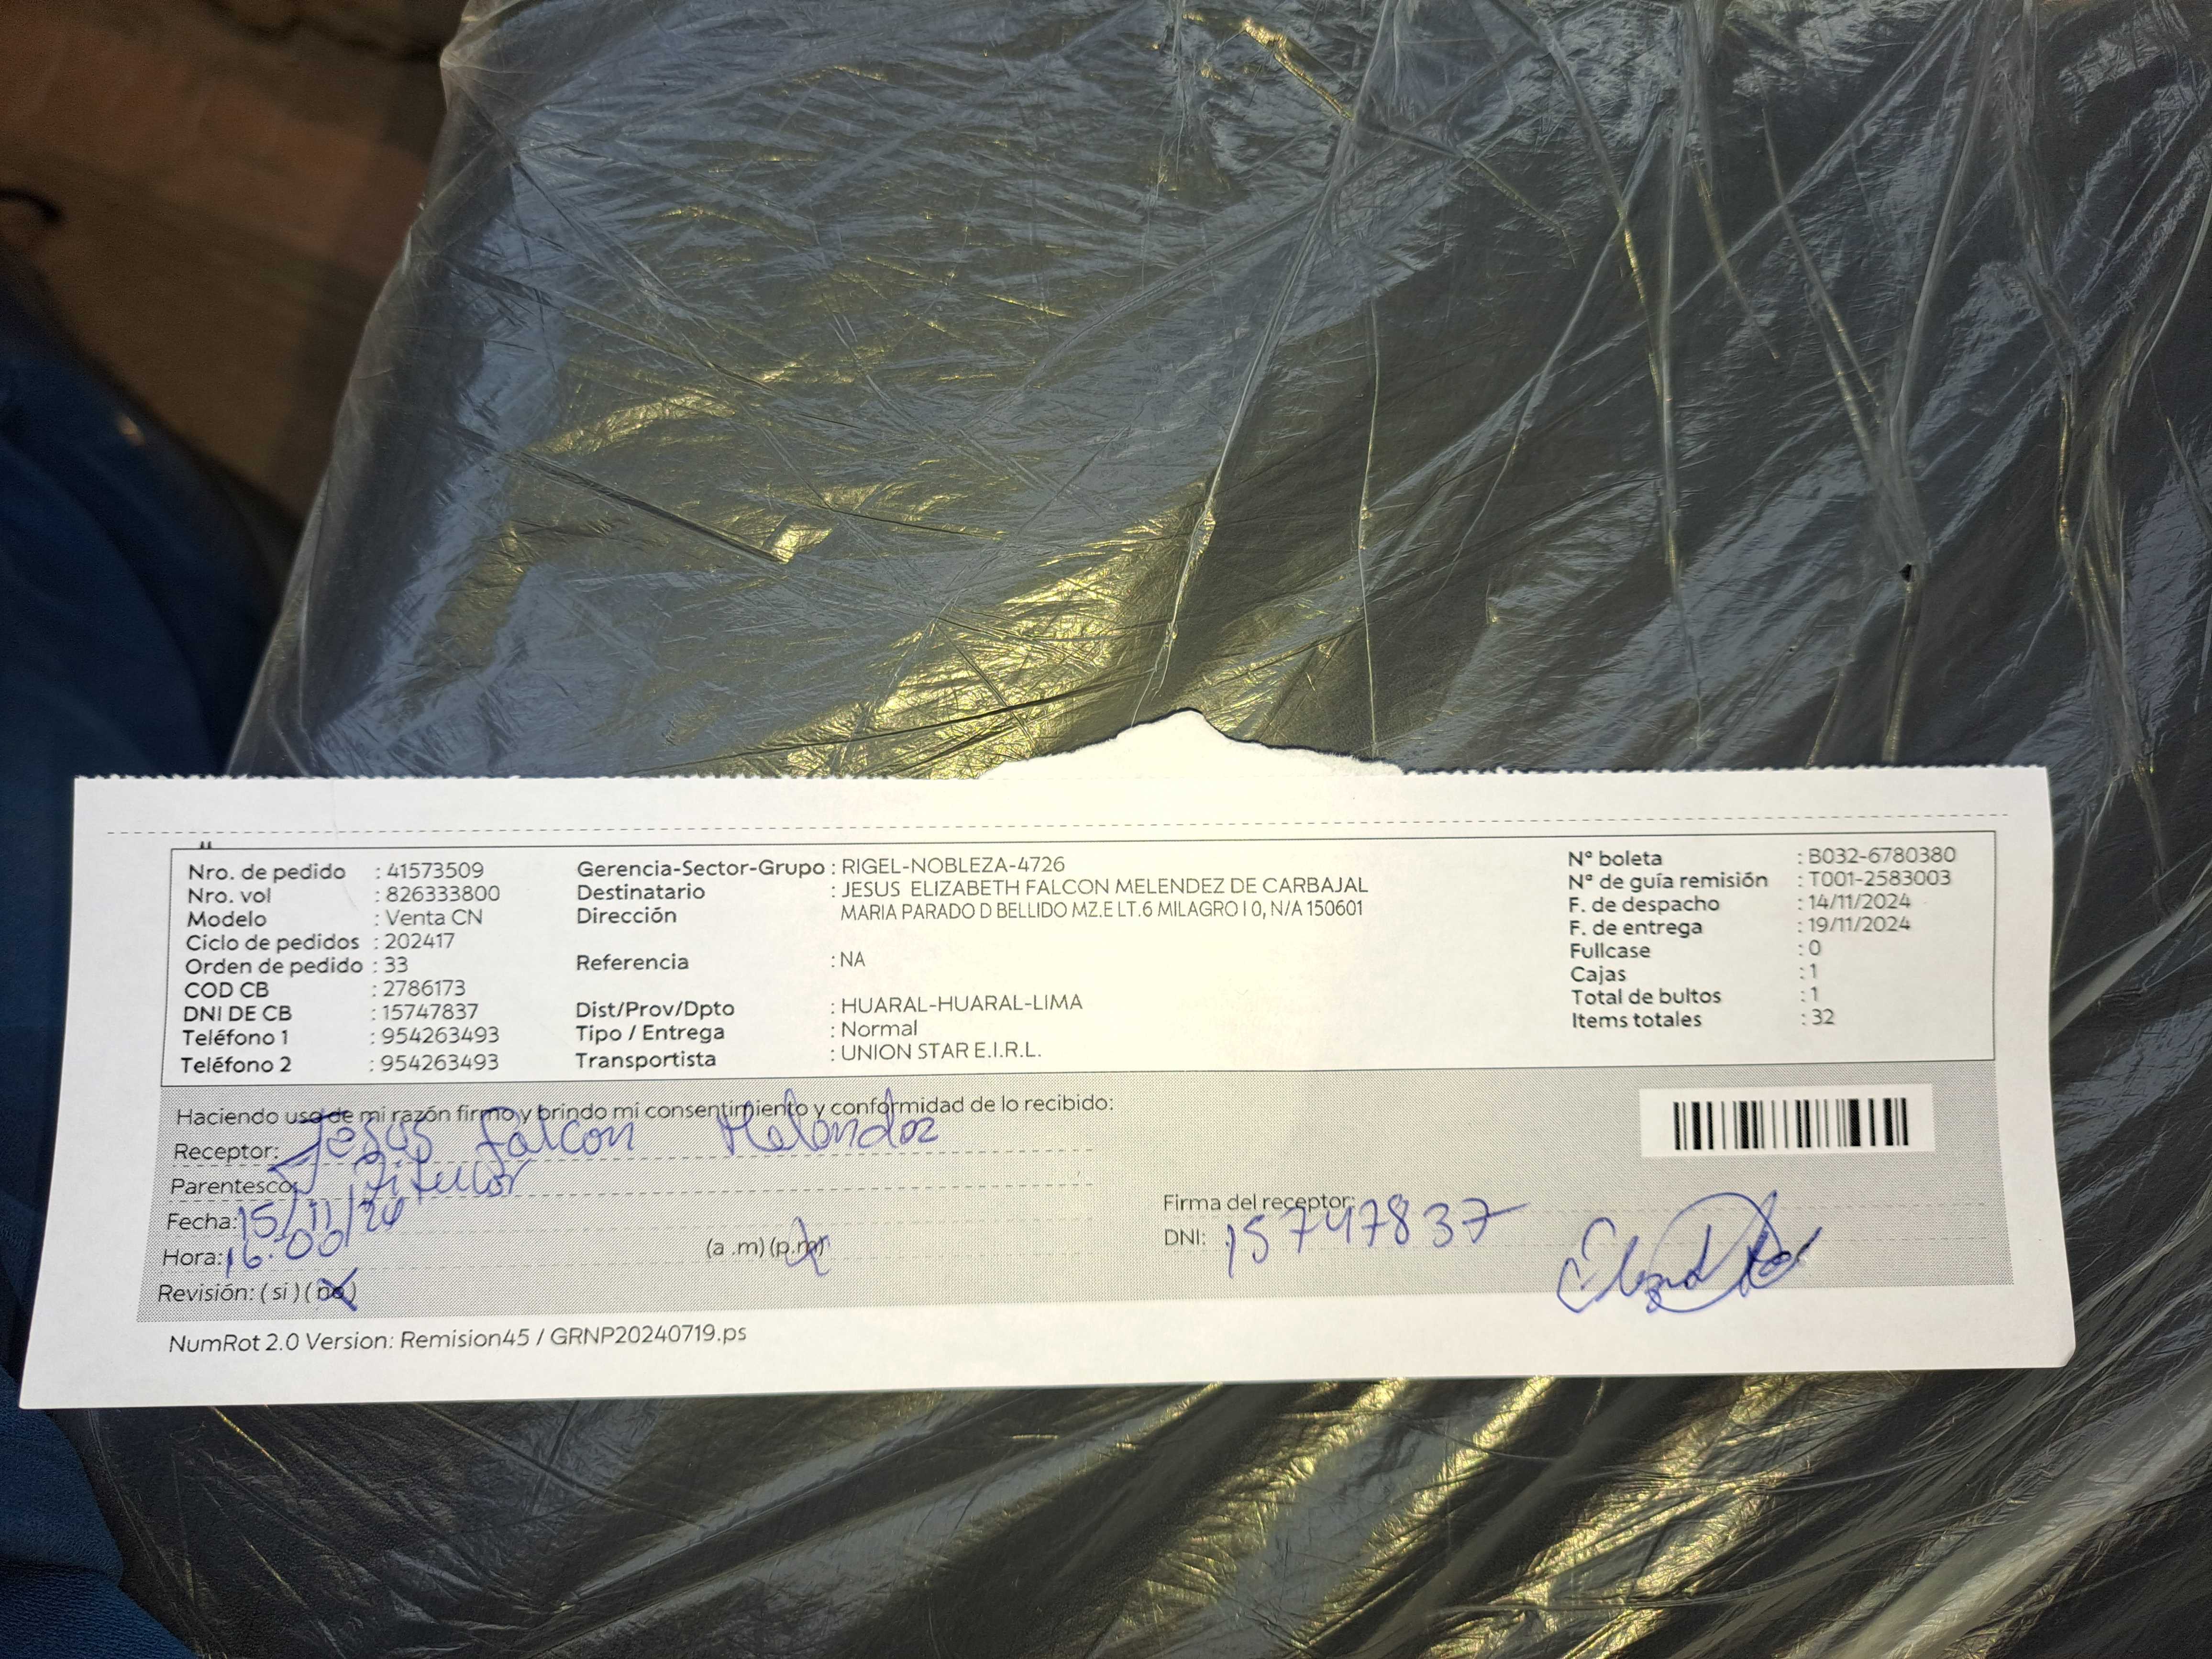 Nro. de pedido : 41573509
Nro. vol : 826333800
Modelo : Venta CN
Ciclo de pedidos : 202417
Orden de pedido : 33
COD CB : 2786173
DNI DE CB : 15747837
Teléfono 1 : 954263493
Teléfono 2 : 954263493
Gerencia-Sector-Grupo : RIGEL-NOBLEZA-4726
Destinatario : JESUS ELIZABETH FALCON MELENDEZ DE CARBAJAL
Dirección MARIA PARADO D BELLIDO MZ.E LT.6 MILAGRO I 0, N/A 150601
Referencia : NA
Dist/Prov/Dpto : HUARAL-HUARAL-LIMA
Tipo / Entrega : Normal
Transportista : UNION STAR E.I.R.L.
Nº boleta : B032-6780380
Nº de guía remisión : T001-2583003
F. de despacho : 14/11/2024
F. de entrega : 19/11/2024
Fullcase : 0
Cajas : 1
Total de bultos : 1
Items totales : 32
Haciendo uso de mi razón firmo y brindo mi consentimiento y conformidad de lo recibido:
Receptor: Jesus Falcon Melendez
Parentesco: Titular
Fecha: 15/11/24
Hora: 16:00 (a .m) (p.m)
Revisión: ( si ) ( no )
Firma del receptor:
DNI: 15747837
NumRot 2.0 Version: Remision45 / GRNP20240719.ps